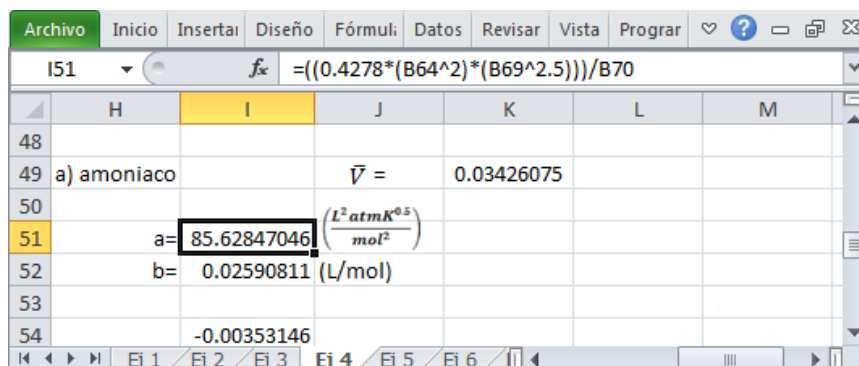 Archivo Inicio Insertar Diseño Fórmul Datos Revisar Vista Prograr
I51 fx =((0.4278*(B64^2)*(B69^2.5)))/B70
H I J K L M
48
49 a) amoniaco V̄ = 0.03426075
50
51 a= 85.62847046 (L² atmK⁰·⁵ / mol²)
52 b= 0.02590811 (L/mol)
53
54 -0.00353146
Ej 1 Ej 2 Ej 3 Ej 4 Ej 5 Ej 6